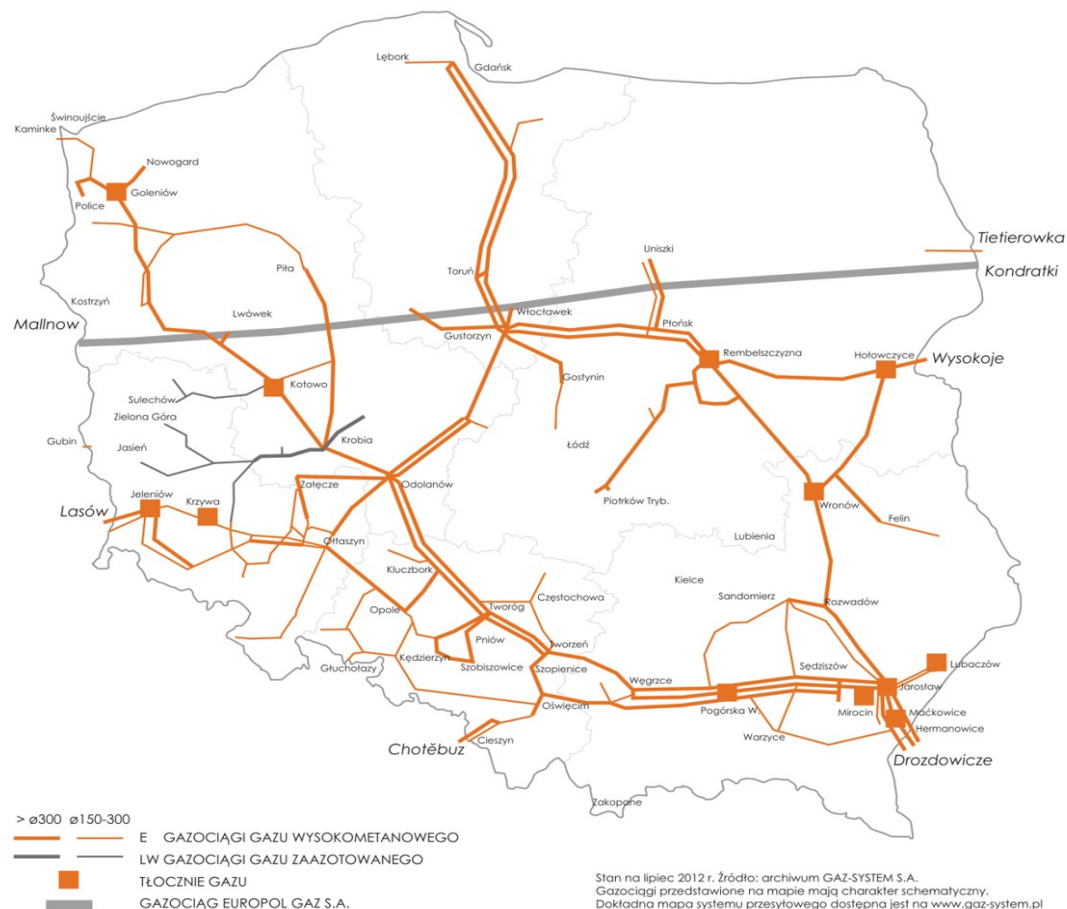 Lębork
Gdańsk
Świnoujście
Kaminke
Nowogard
Goleniów
Police
Tietierowka
Uniszki
Piła
Toruń
Kondratki
Kostrzyń
Lwówek
Włocławek
Mallnow
Płońsk
Gustorzyn
Rembelszczyzna
Hołowczyce
Wysokoje
Gostynin
Kotowo
Sulechów
Zielona Góra
Gubin
Jasień
Krobia
Łódź
Załęcze
Odolanów
Jeleniów
Krzywa
Piotrków Tryb.
Wronów
Lasów
Felin
Ołtaszyn
Lubienia
Kluczbork
Kielce
Częstochowa
Sandomierz
Rozwadów
Opole
Tworóg
Pniów
Tworzeń
Kędzierzyn
Szobiszowice
Szopienice
Głuchołazy
Sędziszów
Lubaczów
Węgrzce
Jarosław
Oświęcim
Pogórska W.
Mirocin
Maćkowice
Hermanowice
Warzyce
Cieszyn
Chotěbuz
Drozdowicze
Zakopane
> ø300 ø150-300
E GAZOCIĄGI GAZU WYSOKOMETANOWEGO
LW GAZOCIĄGI GAZU ZAAZOTOWANEGO
TŁOCZNIE GAZU
GAZOCIĄG EUROPOL GAZ S.A.
Stan na lipiec 2012 r. Źródło: archiwum GAZ-SYSTEM S.A.
Gazociągi przedstawione na mapie mają charakter schematyczny.
Dokładna mapa systemu przesyłowego dostępna jest na www.gaz-system.pl